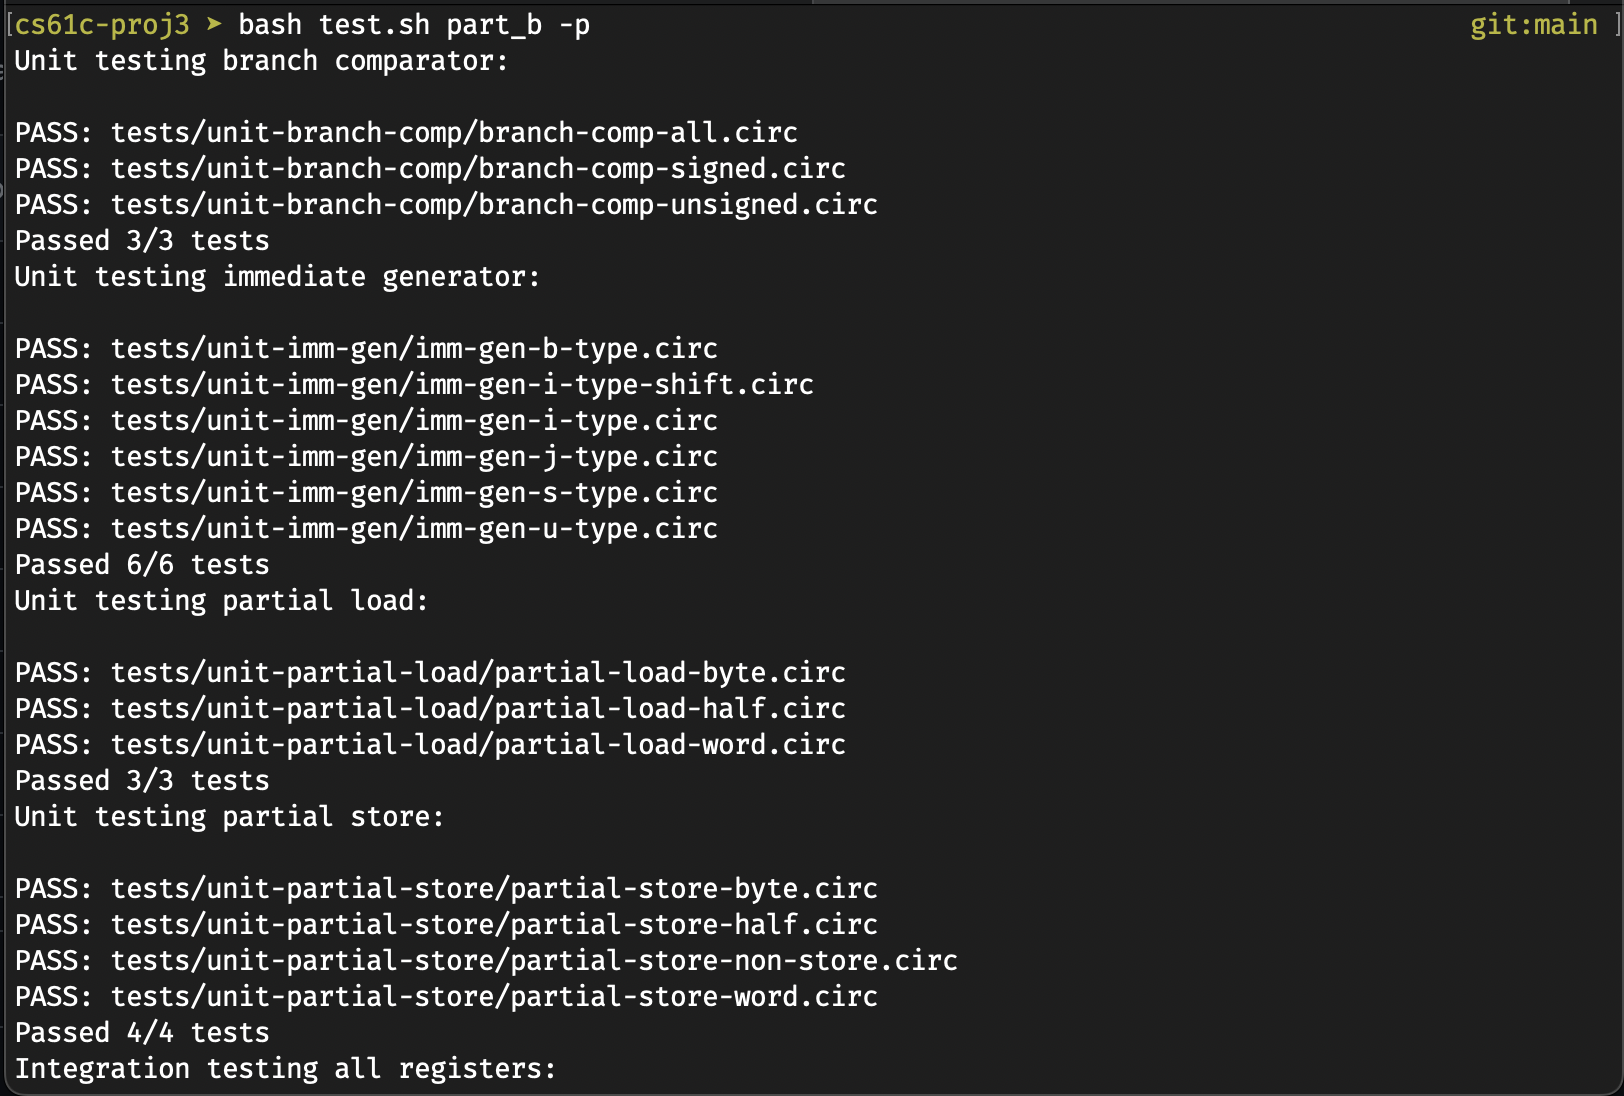 [cs61c-proj3 ➤ bash test.sh part_b -p git:main ]
Unit testing branch comparator:
PASS: tests/unit-branch-comp/branch-comp-all.circ
PASS: tests/unit-branch-comp/branch-comp-signed.circ
PASS: tests/unit-branch-comp/branch-comp-unsigned.circ
Passed 3/3 tests
Unit testing immediate generator:
PASS: tests/unit-imm-gen/imm-gen-b-type.circ
PASS: tests/unit-imm-gen/imm-gen-i-type-shift.circ
PASS: tests/unit-imm-gen/imm-gen-i-type.circ
PASS: tests/unit-imm-gen/imm-gen-j-type.circ
PASS: tests/unit-imm-gen/imm-gen-s-type.circ
PASS: tests/unit-imm-gen/imm-gen-u-type.circ
Passed 6/6 tests
Unit testing partial load:
PASS: tests/unit-partial-load/partial-load-byte.circ
PASS: tests/unit-partial-load/partial-load-half.circ
PASS: tests/unit-partial-load/partial-load-word.circ
Passed 3/3 tests
Unit testing partial store:
PASS: tests/unit-partial-store/partial-store-byte.circ
PASS: tests/unit-partial-store/partial-store-half.circ
PASS: tests/unit-partial-store/partial-store-non-store.circ
PASS: tests/unit-partial-store/partial-store-word.circ
Passed 4/4 tests
Integration testing all registers: